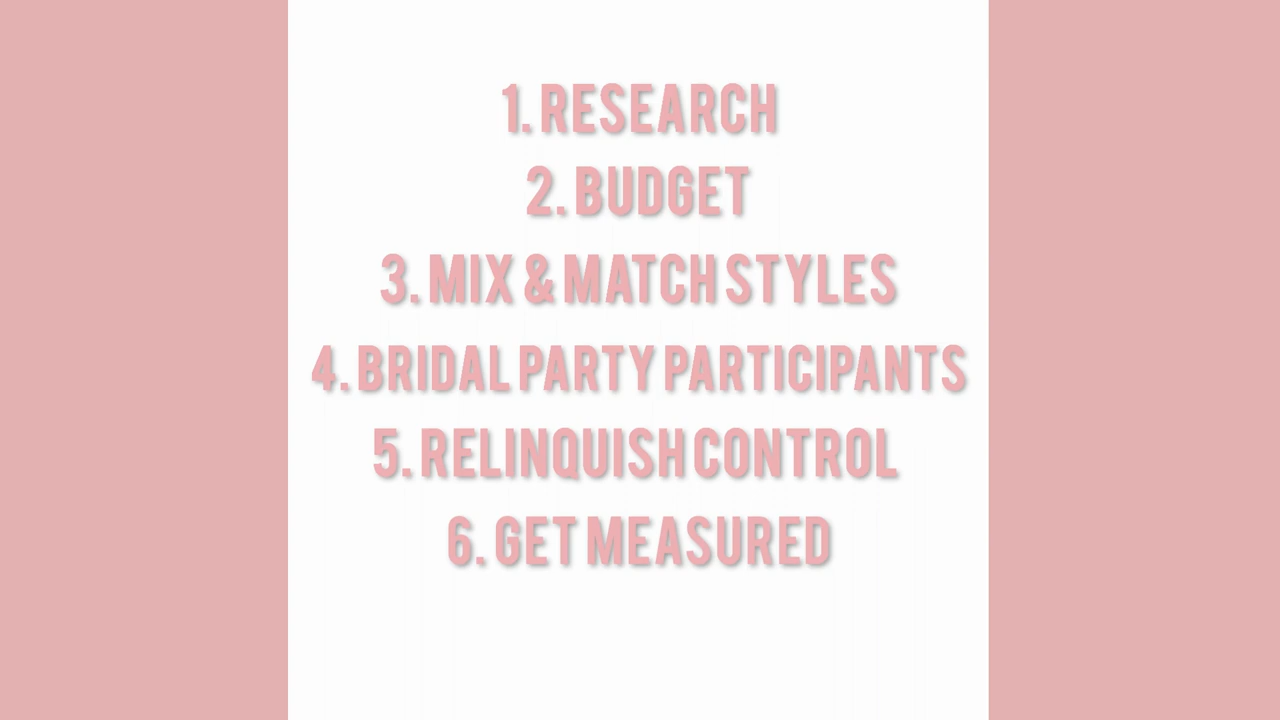 1. RESEARCH
2. BUDGET
3. MIX & MATCH STYLES
4. BRIDAL PARTY PARTICIPANTS
5. RELINQUISH CONTROL
6. GET MEASURED